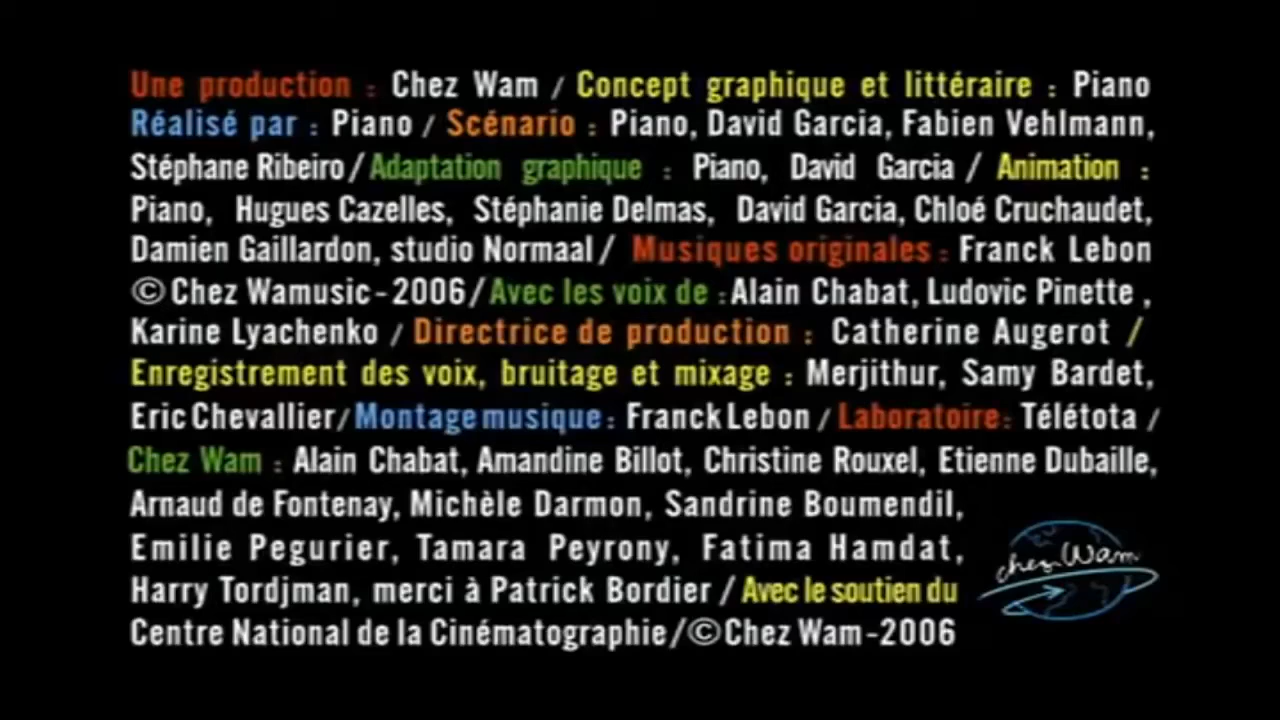 Une production : Chez Wam / Concept graphique et littéraire : Piano
Réalisé par : Piano / Scénario : Piano, David Garcia, Fabien Vehlmann,
Stéphane Ribeiro / Adaptation graphique : Piano, David Garcia / Animation :
Piano, Hugues Cazelles, Stéphanie Delmas, David Garcia, Chloé Cruchaudet,
Damien Gaillardon, studio Normaal / Musiques originales : Franck Lebon
© Chez Wamusic - 2006 / Avec les voix de : Alain Chabat, Ludovic Pinette ,
Karine Lyachenko / Directrice de production : Catherine Augerot /
Enregistrement des voix, bruitage et mixage : Merjithur, Samy Bardet,
Eric Chevallier / Montage musique : Franck Lebon / Laboratoire : Télétota /
Chez Wam : Alain Chabat, Amandine Billot, Christine Rouxel, Etienne Dubaille,
Arnaud de Fontenay, Michèle Darmon, Sandrine Boumendil,
Emilie Pegurier, Tamara Peyrony, Fatima Hamdat,
Harry Tordjman, merci à Patrick Bordier / Avec le soutien du
Centre National de la Cinématographie / © Chez Wam - 2006
chez Wam